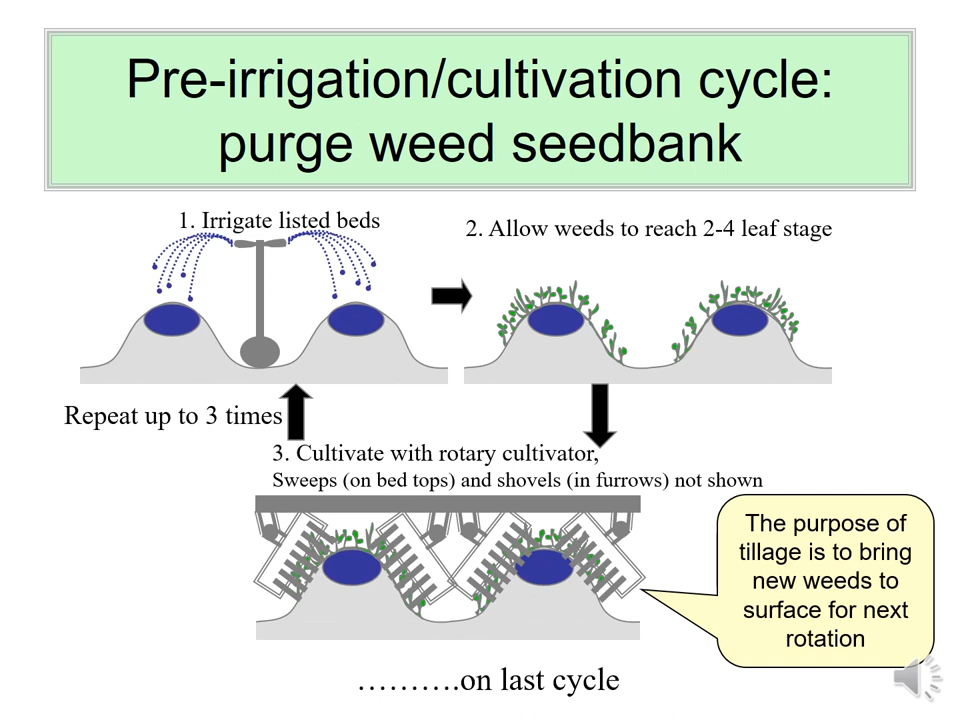 Pre-irrigation/cultivation cycle:
purge weed seedbank
1. Irrigate listed beds
2. Allow weeds to reach 2-4 leaf stage
Repeat up to 3 times
3. Cultivate with rotary cultivator,
Sweeps (on bed tops) and shovels (in furrows) not shown
The purpose of
tillage is to bring
new weeds to
surface for next
rotation
……….on last cycle